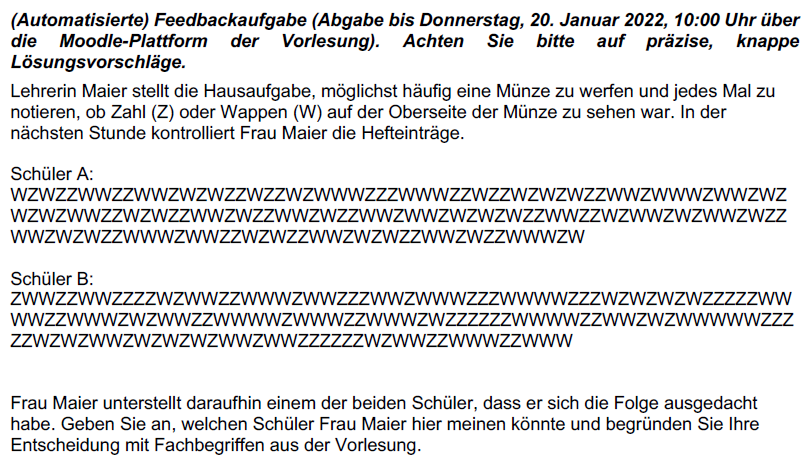 (Automatisierte) Feedbackaufgabe (Abgabe bis Donnerstag, 20. Januar 2022, 10:00 Uhr über
die Moodle-Plattform der Vorlesung). Achten Sie bitte auf präzise, knappe
Lösungsvorschläge.
Lehrerin Maier stellt die Hausaufgabe, möglichst häufig eine Münze zu werfen und jedes Mal zu
notieren, ob Zahl (Z) oder Wappen (W) auf der Oberseite der Münze zu sehen war. In der
nächsten Stunde kontrolliert Frau Maier die Hefteinträge.
Schüler A:
WZWZZWWZZWWZWZWZZWZZWZWWWZZZWWWZZWZZWZWZWZZWWZWWWZWWZWZ
WZWZWWZZWZWZZWWZWZZWWZWZZWWZWWZWZWZWZZWWZZWZWWZWZWWZWZZ
WWZWZWZZWWWZWWZZWZWZZWWZWZWZZWWZWZZWWWZW
Schüler B:
ZWWZZWWZZZZWZWWZZWWWZWWZZZWWZWWWZZZWWWWZZZWZWZWZWZZZZZWW
WWZZWWWZWZWWZZWWWWZWWWZZWWWZWZZZZZZWWWWZZWWZWZWWWWWZZZ
ZZWZWZWWZWZWZWZWWZWWZZZZZZWZWWZZWWWZZWWW
Frau Maier unterstellt daraufhin einem der beiden Schüler, dass er sich die Folge ausgedacht
habe. Geben Sie an, welchen Schüler Frau Maier hier meinen könnte und begründen Sie Ihre
Entscheidung mit Fachbegriffen aus der Vorlesung.